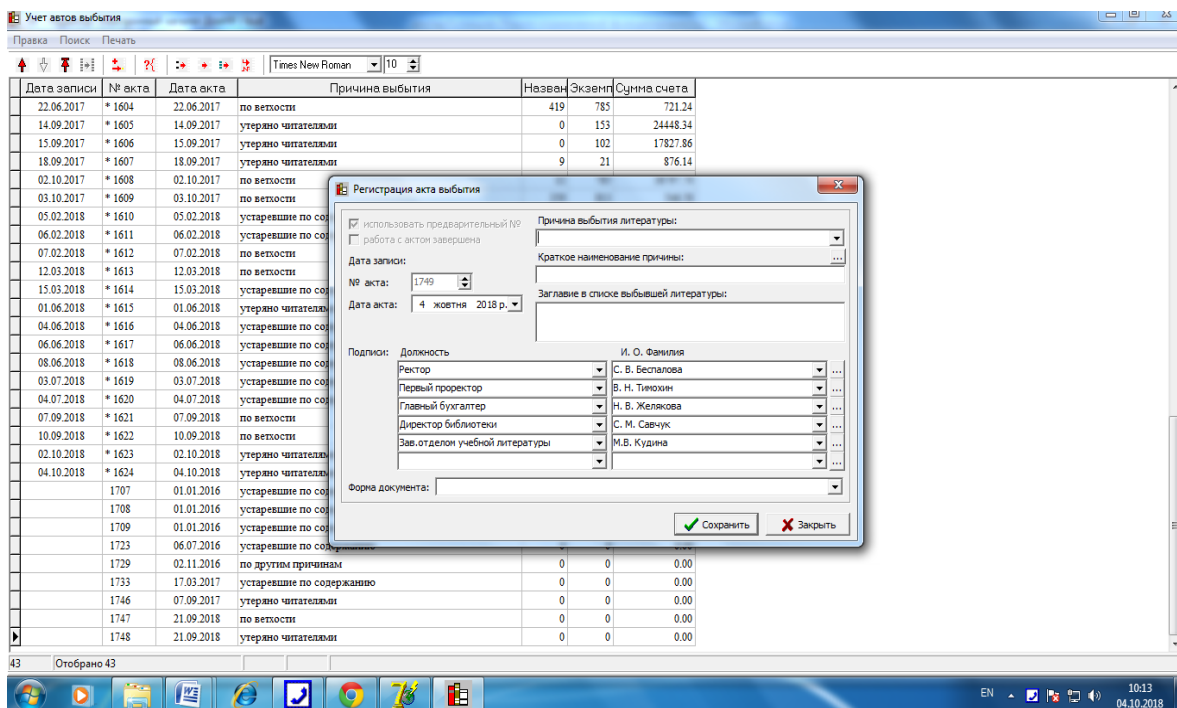 Учет автов выбытия
Правка Поиск Печать
Times New Roman 10
Дата записи № акта Дата акта Причина выбытия Назван Экземп Сумма счета
22.06.2017 * 1604 22.06.2017 по ветхости 419 785 721.24
14.09.2017 * 1605 14.09.2017 утеряно читателями 0 153 24448.34
15.09.2017 * 1606 15.09.2017 утеряно читателями 0 102 17827.86
18.09.2017 * 1607 18.09.2017 утеряно читателями 9 21 876.14
02.10.2017 * 1608 02.10.2017 по ветхости
03.10.2017 * 1609 03.10.2017 по ветхости
05.02.2018 * 1610 05.02.2018 устаревшие по сод
06.02.2018 * 1611 06.02.2018 устаревшие по сод
07.02.2018 * 1612 07.02.2018 по ветхости
12.03.2018 * 1613 12.03.2018 по ветхости
15.03.2018 * 1614 15.03.2018 устаревшие по сод
01.06.2018 * 1615 01.06.2018 утеряно читателям
04.06.2018 * 1616 04.06.2018 устаревшие по сод
06.06.2018 * 1617 06.06.2018 устаревшие по сод
08.06.2018 * 1618 08.06.2018 устаревшие по сод
03.07.2018 * 1619 03.07.2018 устаревшие по сод
04.07.2018 * 1620 04.07.2018 устаревшие по сод
07.09.2018 * 1621 07.09.2018 по ветхости
10.09.2018 * 1622 10.09.2018 по ветхости
02.10.2018 * 1623 02.10.2018 утеряно читателям
04.10.2018 * 1624 04.10.2018 утеряно читателям
1707 01.01.2016 устаревшие по сод
1708 01.01.2016 устаревшие по сод
1709 01.01.2016 устаревшие по сод
1723 06.07.2016 устаревшие по содержанию 0 0 0.00
1729 02.11.2016 по другим причинам 0 0 0.00
1733 17.03.2017 устаревшие по содержанию 0 0 0.00
1746 07.09.2017 утеряно читателями 0 0 0.00
1747 21.09.2018 по ветхости 0 0 0.00
1748 21.09.2018 утеряно читателями 0 0 0.00
43 Отобрано 43
Регистрация акта выбытия
использовать предварительный №
работа с актом завершена
Дата записи:
№ акта: 1749
Дата акта: 4 жовтня 2018 р.
Причина выбытия литературы:
Краткое наименование причины:
...
Заглавие в списке выбывшей литературы:
Подписи: Должность И. О. Фамилия
Ректор С. В. Беспалова ...
Первый проректор В. Н. Тимохин ...
Главный бухгалтер Н. В. Желякова ...
Директор библиотеки С. М. Савчук ...
Зав.отделон учебной литературы М.В. Кудина ...
...
Форма документа:
Сохранить Закрыть
EN 10:13
04.10.2018